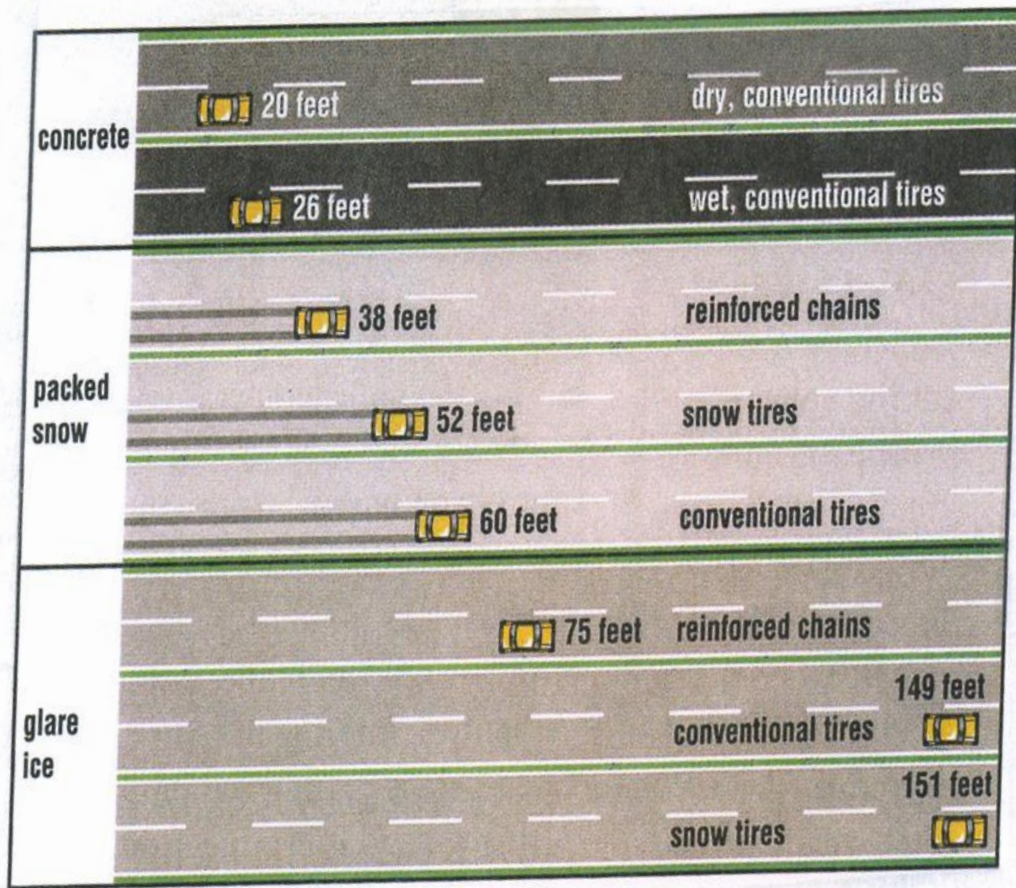 concrete
20 feet
dry, conventional tires
26 feet
wet, conventional tires
packed
snow
38 feet
reinforced chains
52 feet
snow tires
60 feet
conventional tires
glare
ice
75 feet
reinforced chains
149 feet
conventional tires
151 feet
snow tires